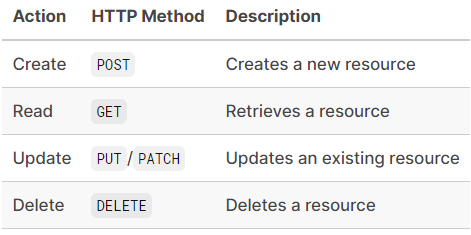 Action HTTP Method Description
Create POST Creates a new resource
Read GET Retrieves a resource
Update PUT / PATCH Updates an existing resource
Delete DELETE Deletes a resource